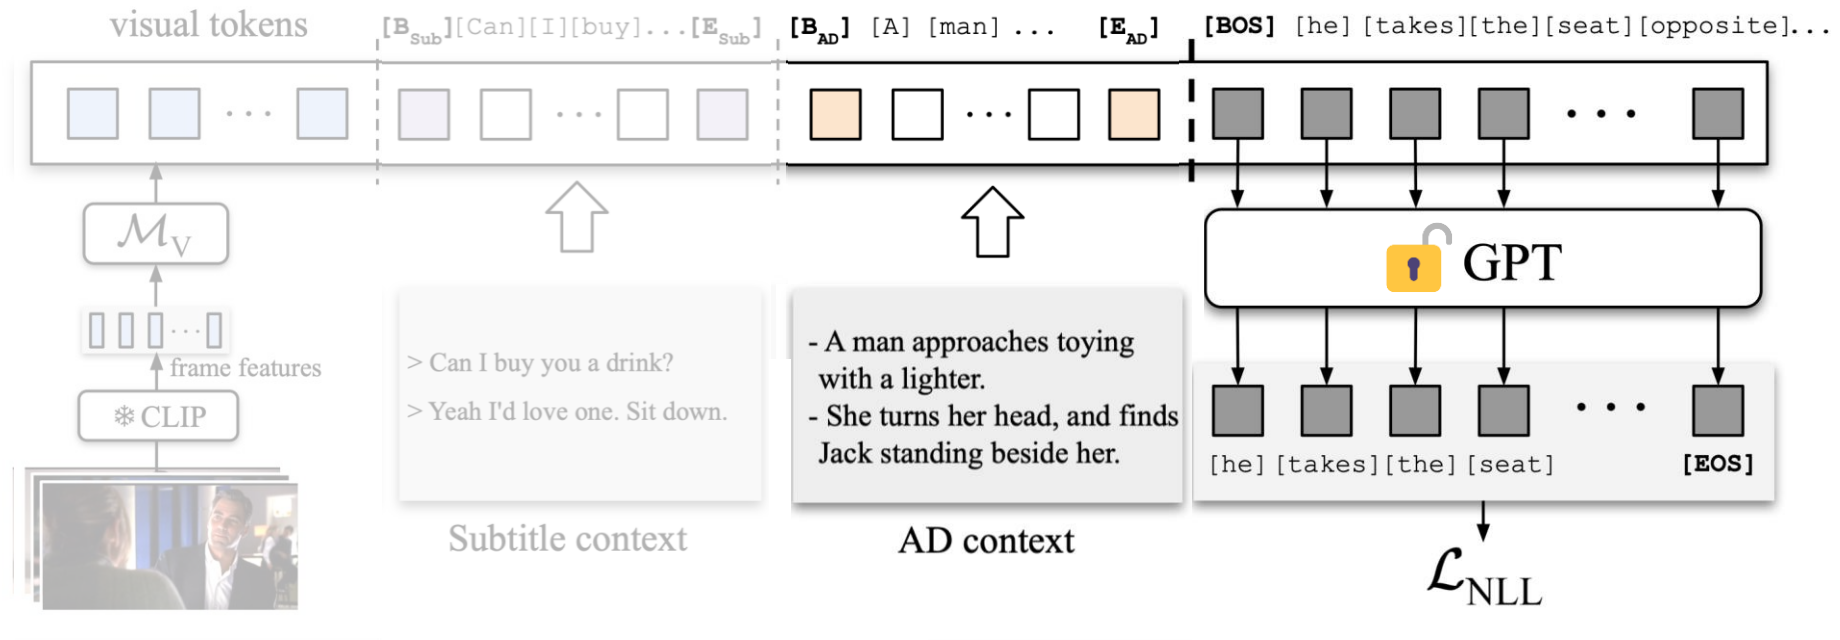 visual tokens
[B_Sub][Can][I][buy]...[E_Sub]
[B_AD] [A] [man] ... [E_AD]
[BOS] [he] [takes][the][seat][opposite]...
M_V
frame features
CLIP
> Can I buy you a drink?
> Yeah I'd love one. Sit down.
Subtitle context
- A man approaches toying
with a lighter.
- She turns her head, and finds
Jack standing beside her.
AD context
GPT
[he] [takes][the] [seat] [EOS]
ℒ_NLL